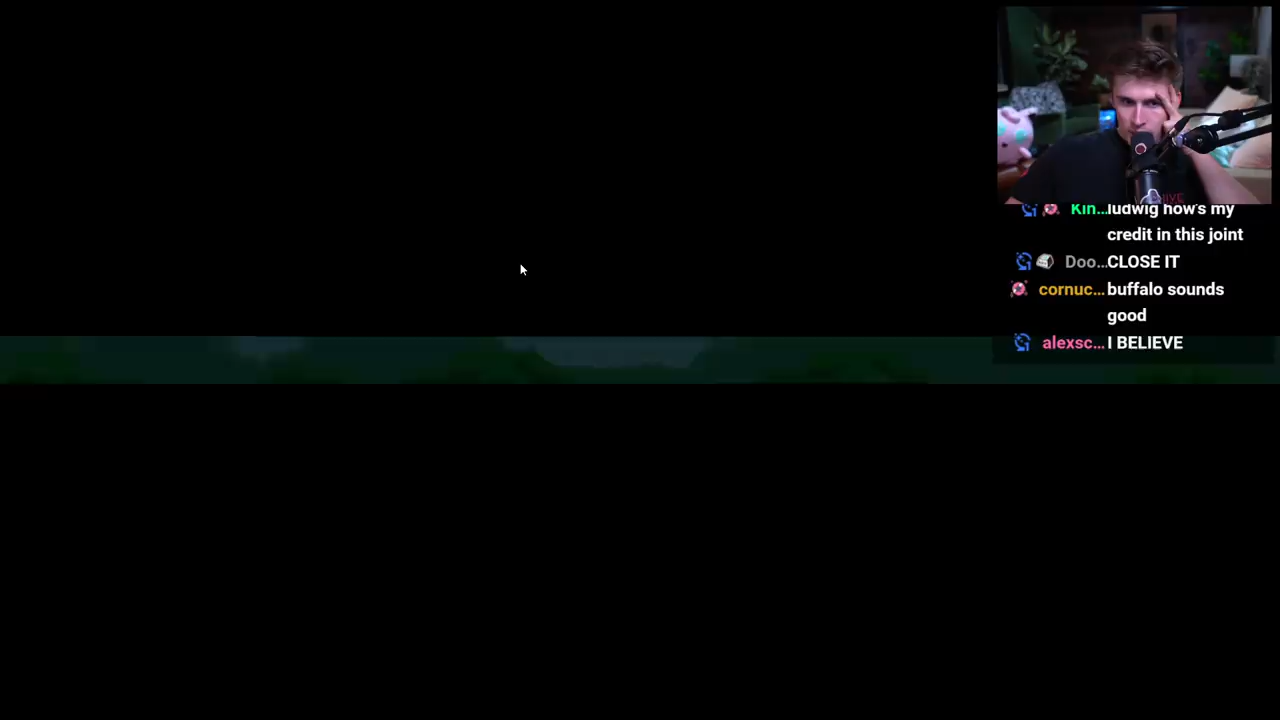 Kin…ludwig how's my
credit in this joint
Doo…CLOSE IT
cornuc…buffalo sounds
good
alexsc…I BELIEVE